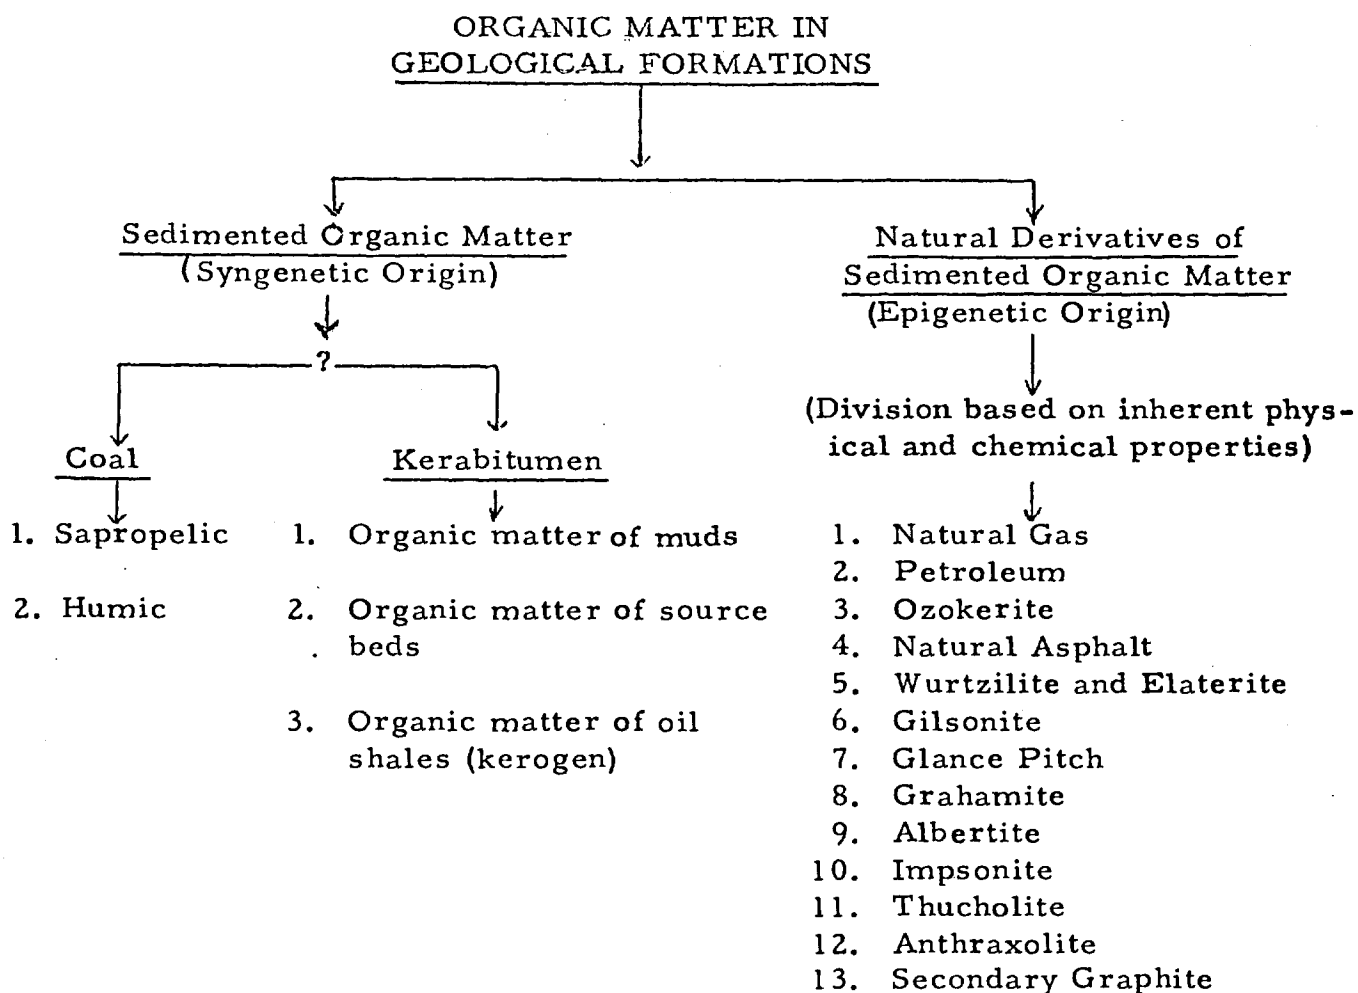 ORGANIC MATTER IN
GEOLOGICAL FORMATIONS
Sedimented Organic Matter
(Syngenetic Origin)
?
Coal
1. Sapropelic
2. Humic
Kerabitumen
1. Organic matter of muds
2. Organic matter of source
beds
3. Organic matter of oil
shales (kerogen)
Natural Derivatives of
Sedimented Organic Matter
(Epigenetic Origin)
(Division based on inherent phys-
ical and chemical properties)
1. Natural Gas
2. Petroleum
3. Ozokerite
4. Natural Asphalt
5. Wurtzilite and Elaterite
6. Gilsonite
7. Glance Pitch
8. Grahamite
9. Albertite
10. Impsonite
11. Thucholite
12. Anthraxolite
13. Secondary Graphite